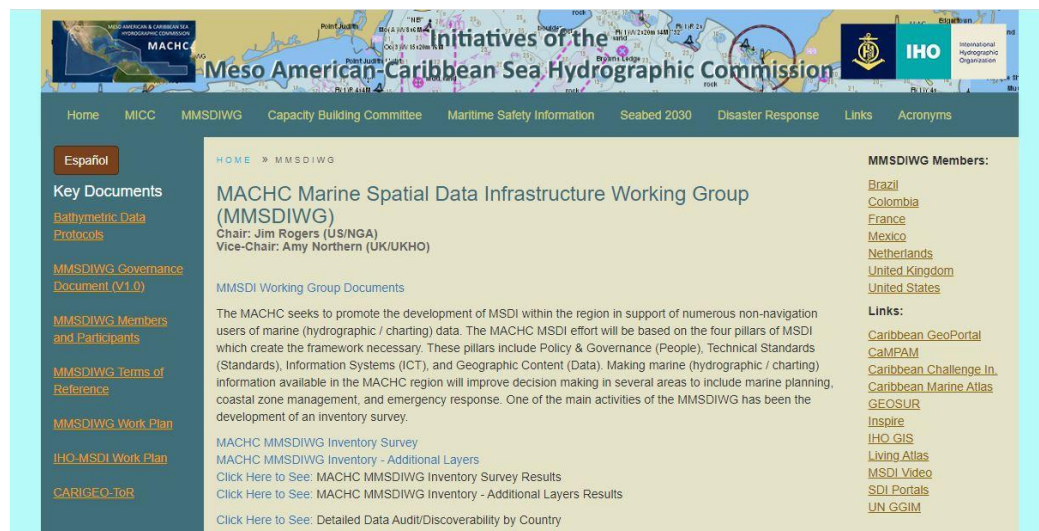 MESO AMERICAN & CARIBBEAN SEA
HYDROGRAPHIC COMMISSION
MACHC
Initiatives of the
Meso American-Caribbean Sea Hydrographic Commission
IHO
International
Hydrographic
Organization
Home MICC MMSDIWG Capacity Building Committee Maritime Safety Information Seabed 2030 Disaster Response Links Acronyms
Español
Key Documents
Bathymetric Data
Protocols
MMSDIWG Governance
Document (V1.0)
MMSDIWG Members
and Participants
MMSDIWG Terms of
Reference
MMSDIWG Work Plan
IHO-MSDI Work Plan
CARIGEO-ToR
HOME » MMSDIWG
MACHC Marine Spatial Data Infrastructure Working Group
(MMSDIWG)
Chair: Jim Rogers (US/NGA)
Vice-Chair: Amy Northern (UK/UKHO)
MMSDI Working Group Documents
The MACHC seeks to promote the development of MSDI within the region in support of numerous non-navigation
users of marine (hydrographic / charting) data. The MACHC MSDI effort will be based on the four pillars of MSDI
which create the framework necessary. These pillars include Policy & Governance (People), Technical Standards
(Standards), Information Systems (ICT), and Geographic Content (Data). Making marine (hydrographic / charting)
information available in the MACHC region will improve decision making in several areas to include marine planning,
coastal zone management, and emergency response. One of the main activities of the MMSDIWG has been the
development of an inventory survey.
MACHC MMSDIWG Inventory Survey
MACHC MMSDIWG Inventory - Additional Layers
Click Here to See: MACHC MMSDIWG Inventory Survey Results
Click Here to See: MACHC MMSDIWG Inventory - Additional Layers Results
Click Here to See: Detailed Data Audit/Discoverability by Country
MMSDIWG Members:
Brazil
Colombia
France
Mexico
Netherlands
United Kingdom
United States
Links:
Caribbean GeoPortal
CaMPAM
Caribbean Challenge In.
Caribbean Marine Atlas
GEOSUR
Inspire
IHO GIS
Living Atlas
MSDI Video
SDI Portals
UN GGIM